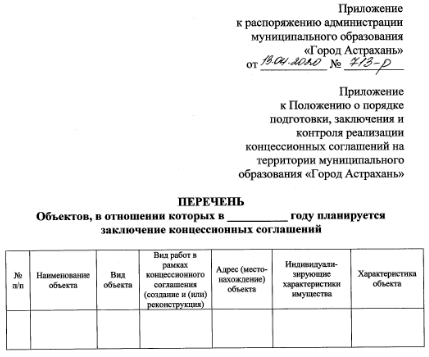 Приложение
к распоряжению администрации
муниципального образования
«Город Астрахань»
от 13.04.2020 № 713-р
Приложение
к Положению о порядке
подготовки, заключения и
контроля реализации
концессионных соглашений на
территории муниципального
образования «Город Астрахань»
ПЕРЕЧЕНЬ
Объектов, в отношении которых в __________ году планируется
заключение концессионных соглашений
№
п/п
Наименование
объекта
Вид
объекта
Вид работ в
рамках
концессионного
соглашения
(создание и (или)
реконструкция)
Адрес (место-
нахождение)
объекта
Индивидуали-
зирующие
характеристики
имущества
Характеристика
объекта